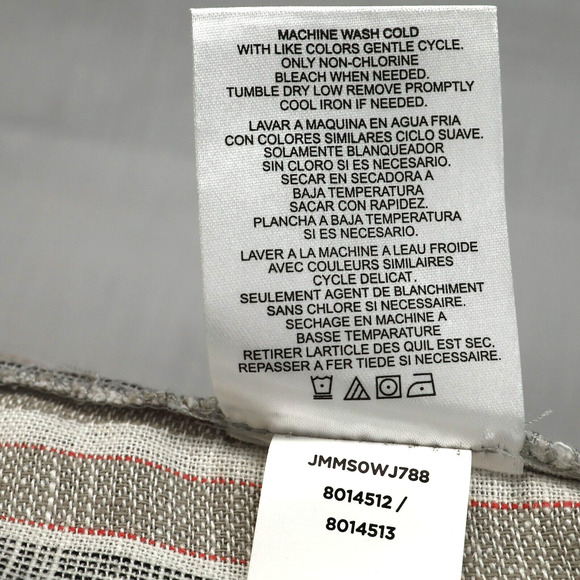 MACHINE WASH COLD
WITH LIKE COLORS GENTLE CYCLE.
ONLY NON-CHLORINE
BLEACH WHEN NEEDED.
TUMBLE DRY LOW REMOVE PROMPTLY
COOL IRON IF NEEDED.
LAVAR A MAQUINA EN AGUA FRIA
CON COLORES SIMILARES CICLO SUAVE.
SOLAMENTE BLANQUEADOR
SIN CLORO SI ES NECESARIO.
SECAR EN SECADORA A
BAJA TEMPERATURA
SACAR CON RAPIDEZ.
PLANCHA A BAJA TEMPERATURA
SI ES NECESARIO.
LAVER A LA MACHINE A LEAU FROIDE
AVEC COULEURS SIMILAIRES
CYCLE DELICAT.
SEULEMENT AGENT DE BLANCHIMENT
SANS CHLORE SI NECESSAIRE.
SECHAGE EN MACHINE A
BASSE TEMPARATURE
RETIRER LARTICLE DES QUIL EST SEC.
REPASSER A FER TIEDE SI NECESSAIRE.
JMMS0WJ788
8014512 /
8014513